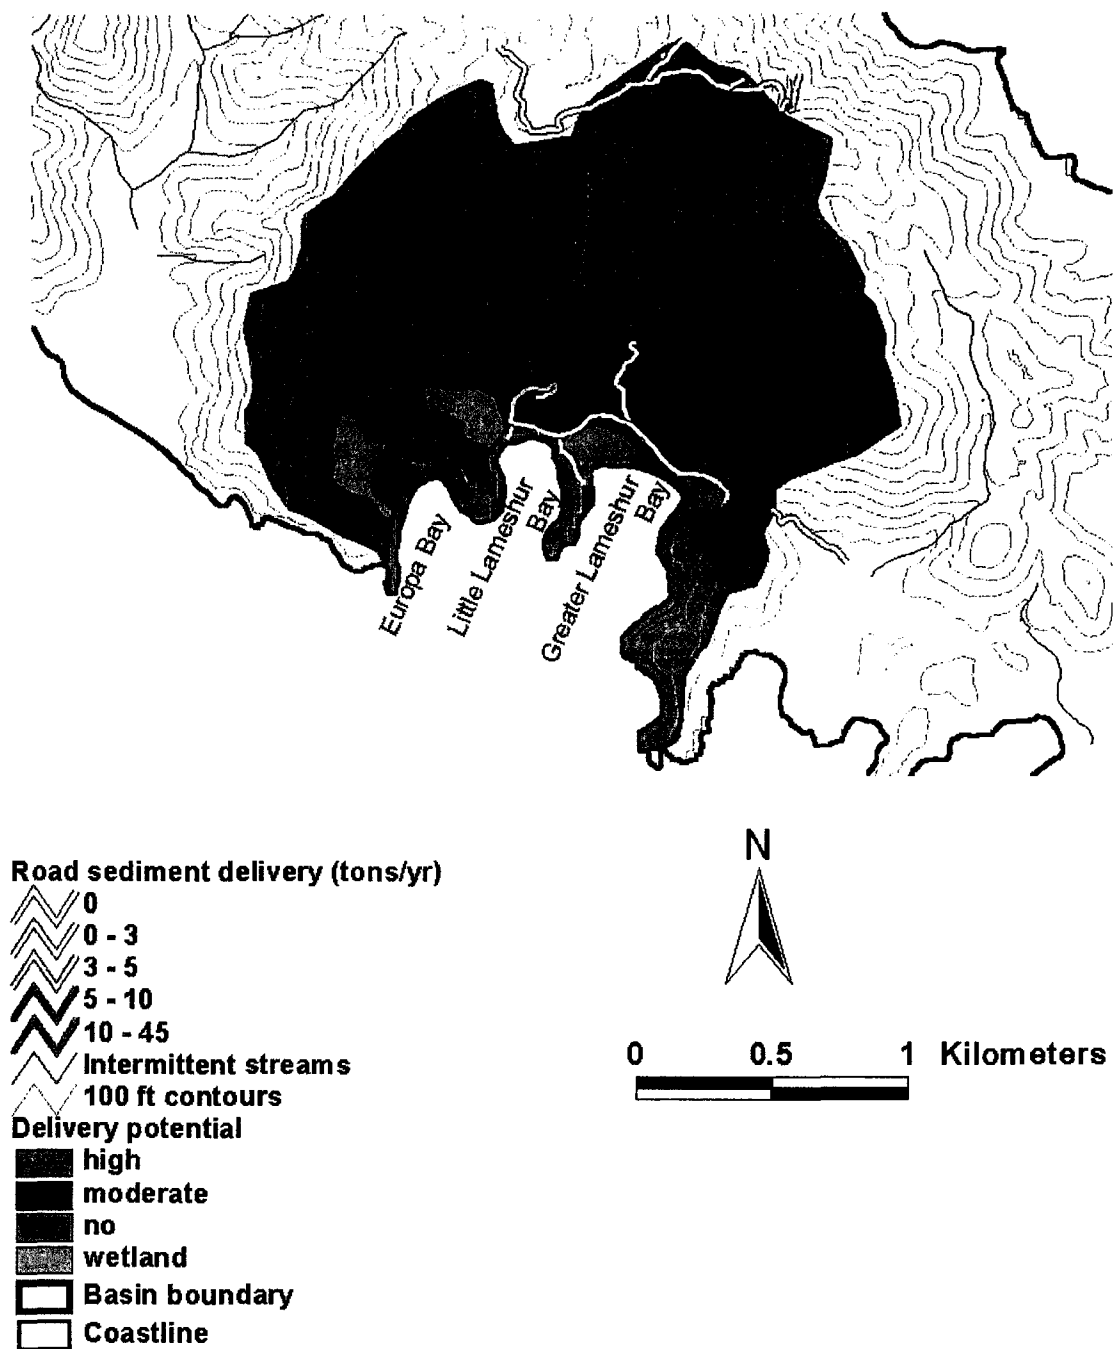 Europa Bay
Little Lameshur
Bay
Greater Lameshur
Bay
Road sediment delivery (tons/yr)
0
0 - 3
3 - 5
5 - 10
10 - 45
Intermittent streams
100 ft contours
Delivery potential
high
moderate
no
wetland
Basin boundary
Coastline
N
0 0.5 1 Kilometers